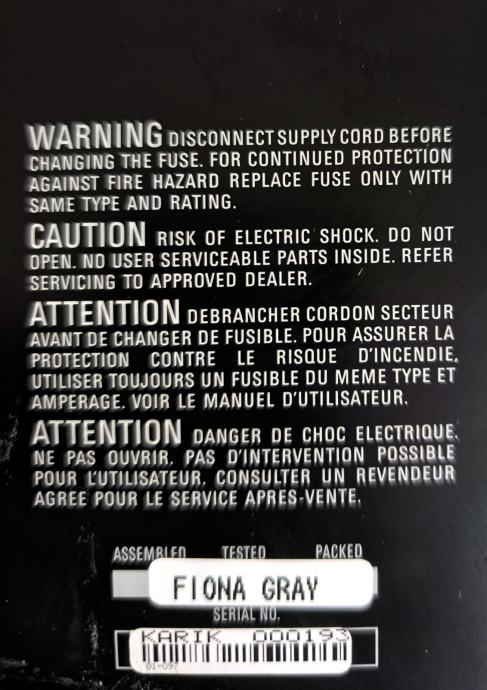 WARNING DISCONNECT SUPPLY CORD BEFORE
CHANGING THE FUSE. FOR CONTINUED PROTECTION
AGAINST FIRE HAZARD REPLACE FUSE ONLY WITH
SAME TYPE AND RATING.
CAUTION RISK OF ELECTRIC SHOCK. DO NOT
OPEN. NO USER SERVICEABLE PARTS INSIDE. REFER
SERVICING TO APPROVED DEALER.
ATTENTION DEBRANCHER CORDON SECTEUR
AVANT DE CHANGER DE FUSIBLE. POUR ASSURER LA
PROTECTION CONTRE LE RISQUE D'INCENDIE,
UTILISER TOUJOURS UN FUSIBLE DU MEME TYPE ET
AMPERAGE. VOIR LE MANUEL D'UTILISATEUR.
ATTENTION DANGER DE CHOC ELECTRIQUE.
NE PAS OUVRIR. PAS D'INTERVENTION POSSIBLE
POUR L'UTILISATEUR. CONSULTER UN REVENDEUR
AGREE POUR LE SERVICE APRES-VENTE.
ASSEMBLED TESTED PACKED
FIONA GRAY
SERIAL NO.
KARIK 000193